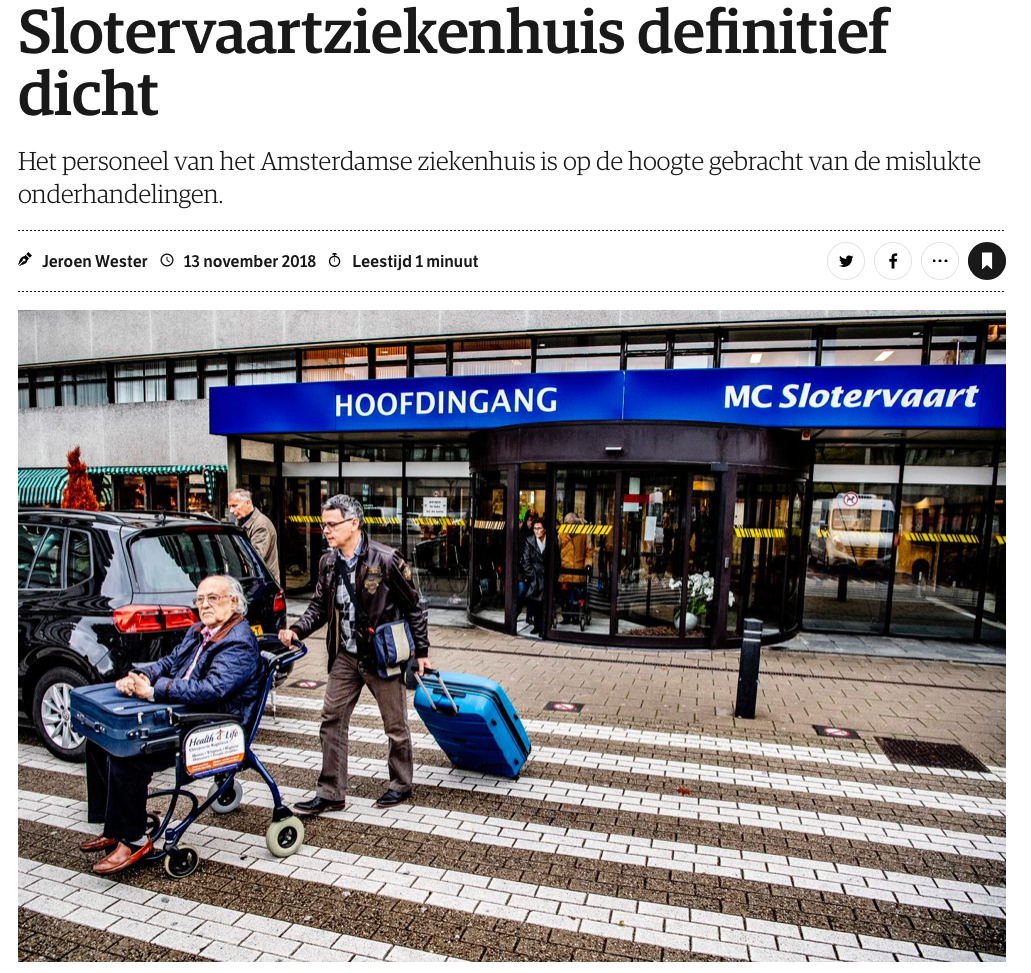 Slotervaartziekenhuis definitief
dicht
Het personeel van het Amsterdamse ziekenhuis is op de hoogte gebracht van de mislukte
onderhandelingen.
Jeroen Wester 13 november 2018 Leestijd 1 minuut
HOOFDINGANG
MC Slotervaart
Health & Life